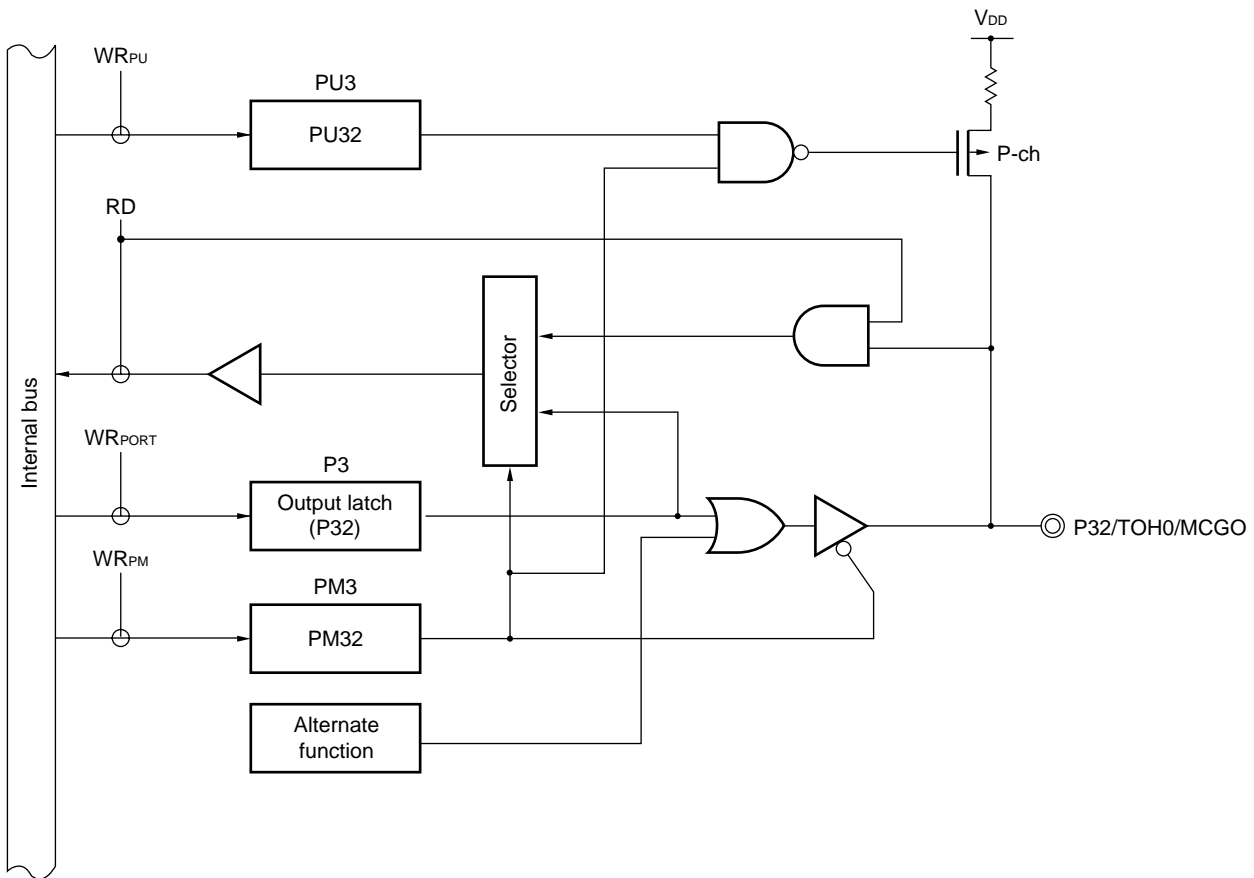 VDD
WRPU
PU3
PU32
P-ch
RD
Selector
Internal bus
WRPORT
P3
Output latch
(P32)
P32/TOH0/MCGO
WRPM
PM3
PM32
Alternate
function